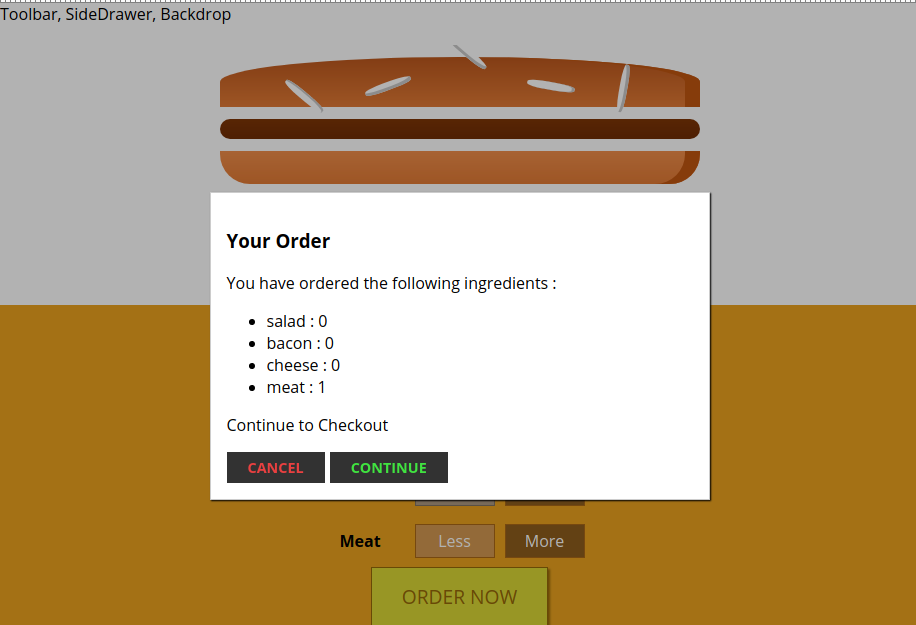 Toolbar, SideDrawer, Backdrop
Your Order
You have ordered the following ingredients :
salad : 0
bacon : 0
cheese : 0
meat : 1
Continue to Checkout
CANCEL CONTINUE
Meat Less More
ORDER NOW